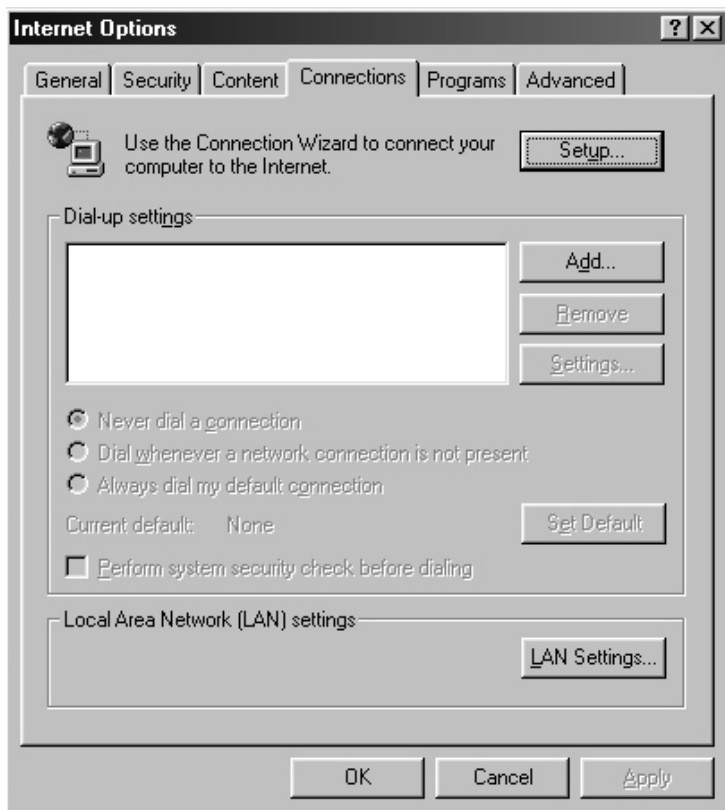 Internet Options
General Security Content Connections Programs Advanced
Use the Connection Wizard to connect your
computer to the Internet.
Setup...
Dial-up settings
Add...
Remove
Settings...
Never dial a connection
Dial whenever a network connection is not present
Always dial my default connection
Current default: None
Set Default
Perform system security check before dialing
Local Area Network (LAN) settings
LAN Settings...
OK Cancel Apply